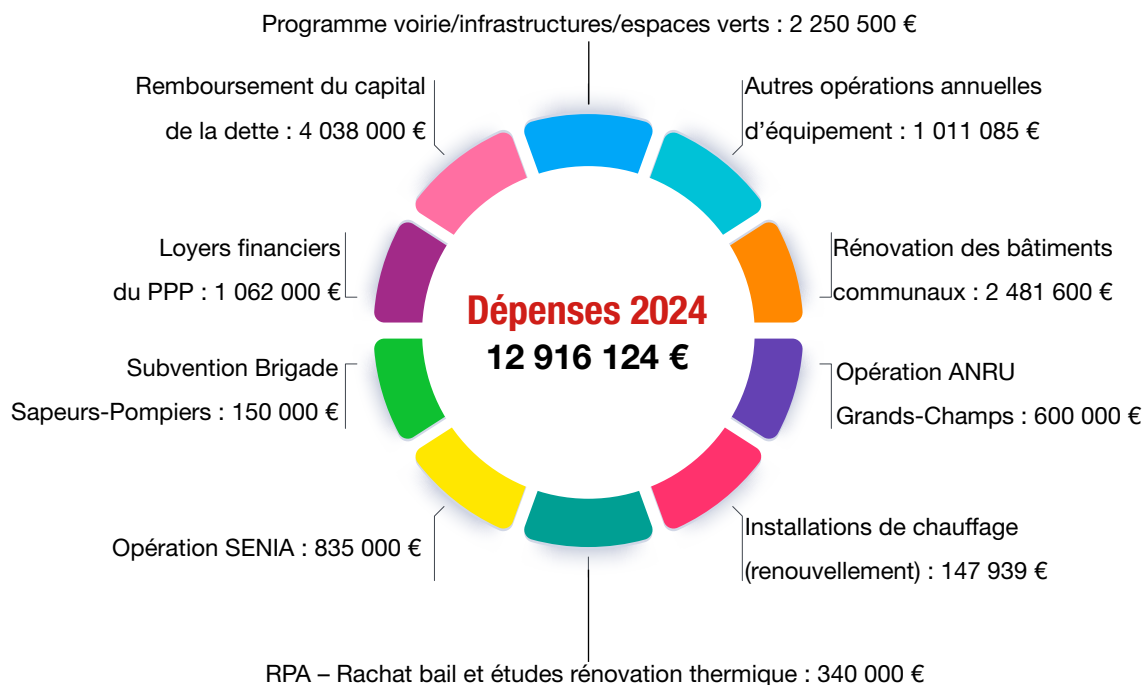 Programme voirie/infrastructures/espaces verts : 2 250 500 €
Remboursement du capital
de la dette : 4 038 000 €
Autres opérations annuelles
d’équipement : 1 011 085 €
Loyers financiers
du PPP : 1 062 000 €
Rénovation des bâtiments
communaux : 2 481 600 €
Dépenses 2024
12 916 124 €
Subvention Brigade
Sapeurs-Pompiers : 150 000 €
Opération ANRU
Grands-Champs : 600 000 €
Opération SENIA : 835 000 €
Installations de chauffage
(renouvellement) : 147 939 €
RPA – Rachat bail et études rénovation thermique : 340 000 €